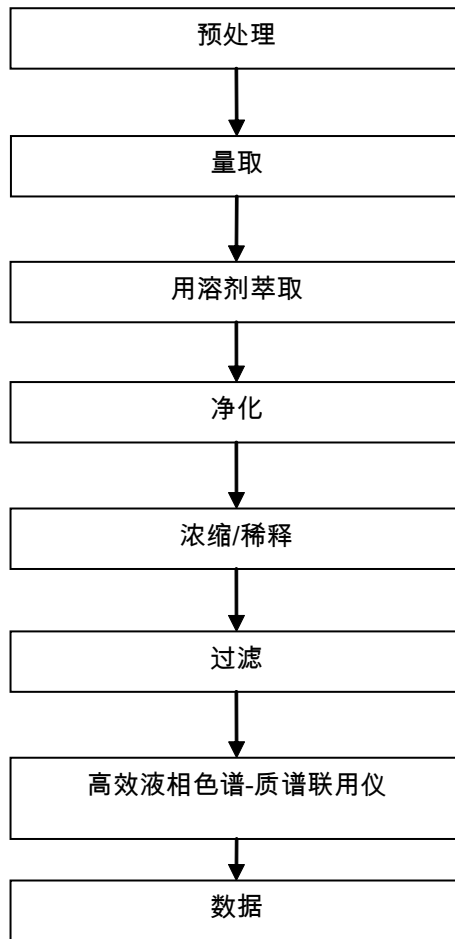 预处理
量取
用溶剂萃取
净化
浓缩/稀释
过滤
高效液相色谱-质谱联用仪
数据